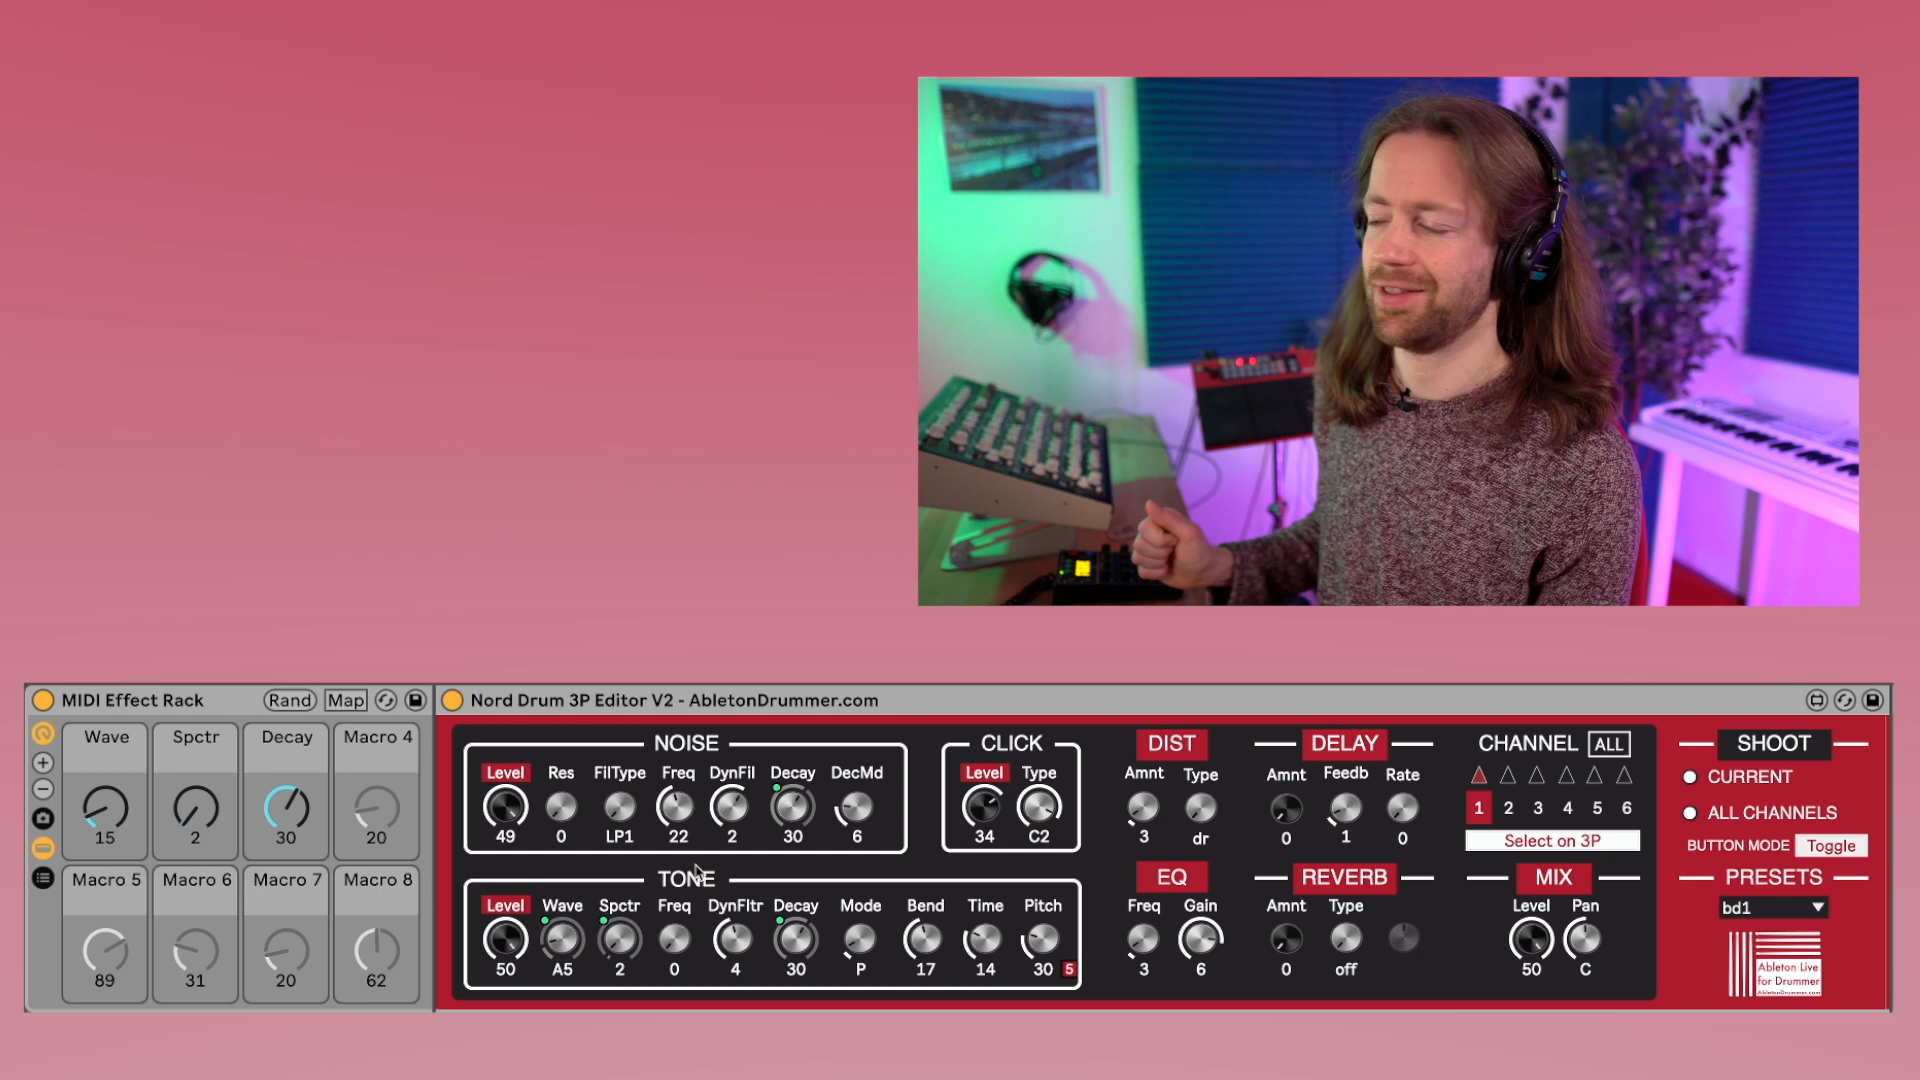 MIDI Effect Rack Rand Map
Wave Spctr Decay Macro 4
15 2 30 20
Macro 5 Macro 6 Macro 7 Macro 8
89 31 20 62
Nord Drum 3P Editor V2 - AbletonDrummer.com
NOISE
Level Res FilType Freq DynFil Decay DecMd
49 0 LP1 22 2 30 6
CLICK
Level Type
34 C2
TONE
Level Wave Spctr Freq DynFltr Decay Mode Bend Time Pitch
50 A5 2 0 4 30 P 17 14 30 5
DIST
Amnt Type
3 dr
DELAY
Amnt Feedb Rate
0 1 0
EQ
Freq Gain
3 6
REVERB
Amnt Type
0 off
CHANNEL ALL
1 2 3 4 5 6
Select on 3P
MIX
Level Pan
50 C
SHOOT
CURRENT
ALL CHANNELS
BUTTON MODE Toggle
PRESETS
bd1
Ableton Live
for Drummer
AbletonDrummer.com